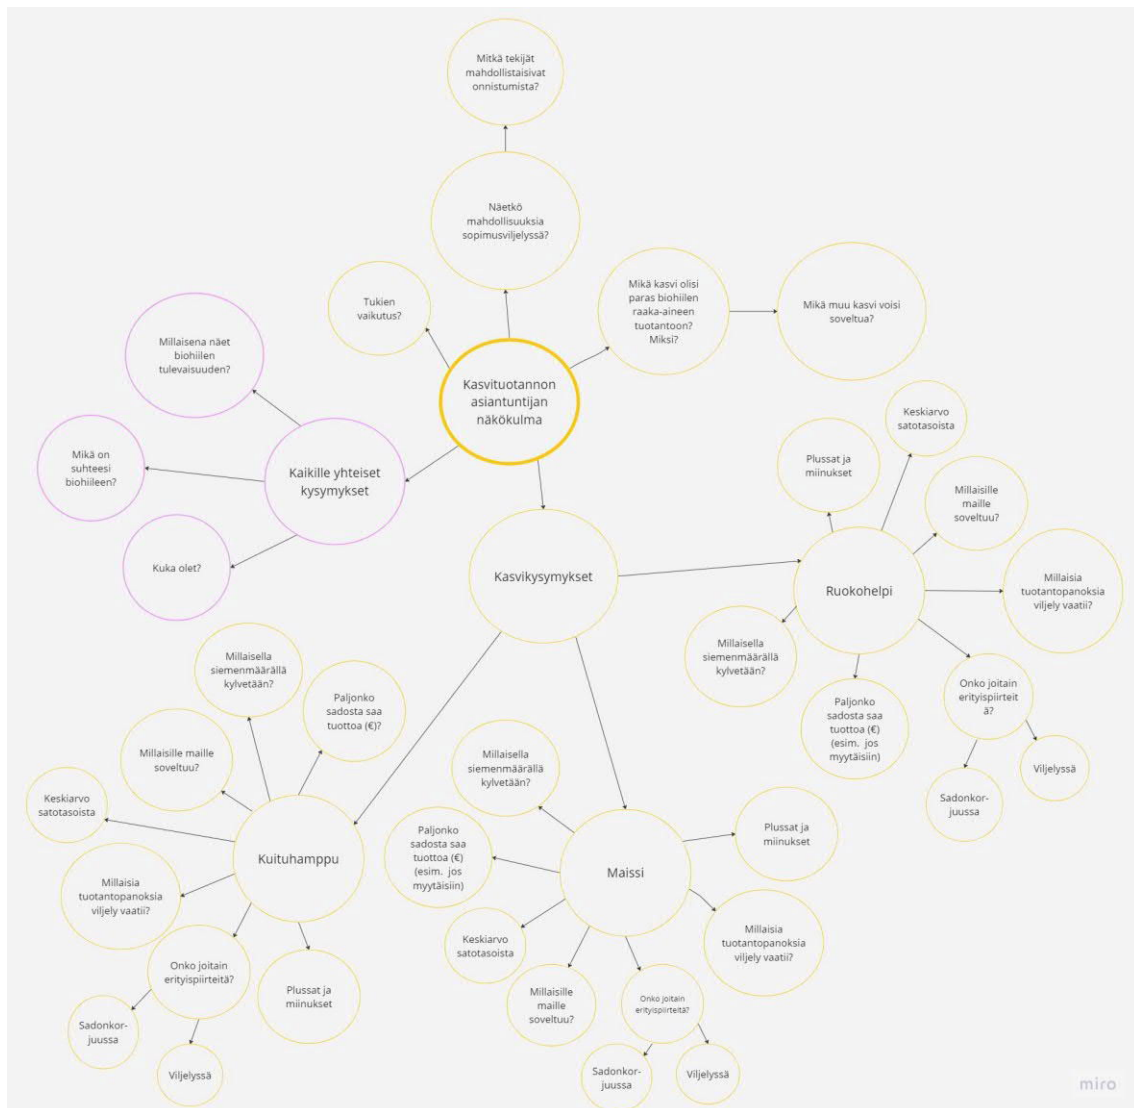 Mitkä tekijät
mahdollistaisivat
onnistumista?
Näetkö
mahdollisuuksia
sopimusviljelyssä?
Tukien
vaikutus?
Mikä kasvi olisi
paras biohiilen
raaka-aineen
tuotantoon?
Miksi?
Mikä muu kasvi voisi
soveltua?
Millaisena näet
biohiilen
tulevaisuuden?
Kasvituotannon
asiantuntijan
näkökulma
Mikä on
suhteesi
biohiileen?
Kaikille yhteiset
kysymykset
Kuka olet?
Kasvikysymykset
Keskiarvo
satotasoista
Plussat ja
miinukset
Millaisille
maille
soveltuu?
Ruokohelpi
Millaisia
tuotantopanoksia
viljely vaatii?
Millaisella
siemenmäärällä
kylvetään?
Paljonko
sadosta saa
tuottoa (€)
(esim. jos
myytäisiin)
Onko joitain
erityispiirteit
ä?
Viljelyssä
Sadonkor-
juussa
Millaisella
siemenmäärällä
kylvetään?
Paljonko
sadosta saa
tuottoa (€)?
Millaisille maille
soveltuu?
Keskiarvo
satotasoista
Kuituhamppu
Millaisia
tuotantopanoksia
viljely vaatii?
Onko joitain
erityispiirteitä?
Plussat ja
miinukset
Sadonkor-
juussa
Viljelyssä
Millaisella
siemenmäärällä
kylvetään?
Paljonko
sadosta saa
tuottoa (€)
(esim. jos
myytäisiin)
Maissi
Plussat ja
miinukset
Keskiarvo
satotasoista
Millaisia
tuotantopanoksia
viljely vaatii?
Millaisille
maille
soveltuu?
Onko joitain
erityispiirteitä?
Sadonkor-
juussa
Viljelyssä
miro